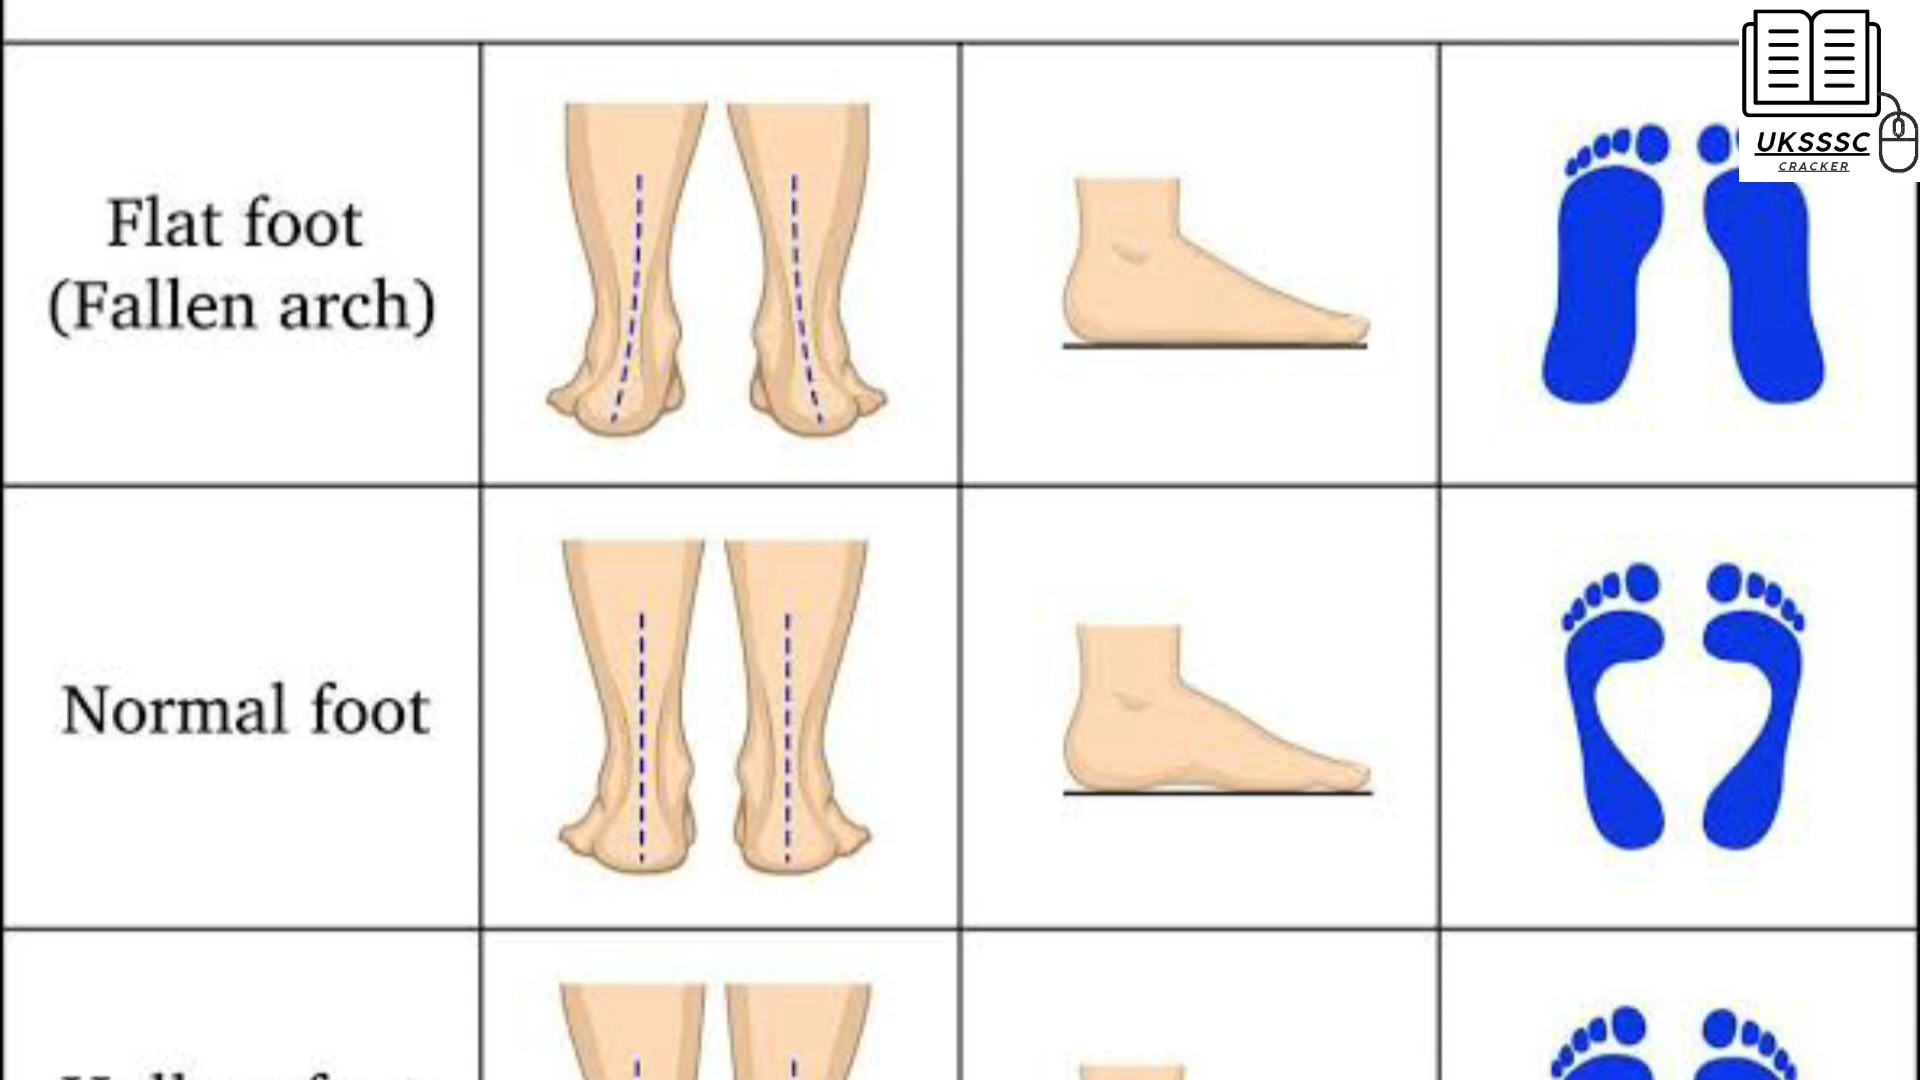 UKSSSC
CRACKER
Flat foot
(Fallen arch)
Normal foot